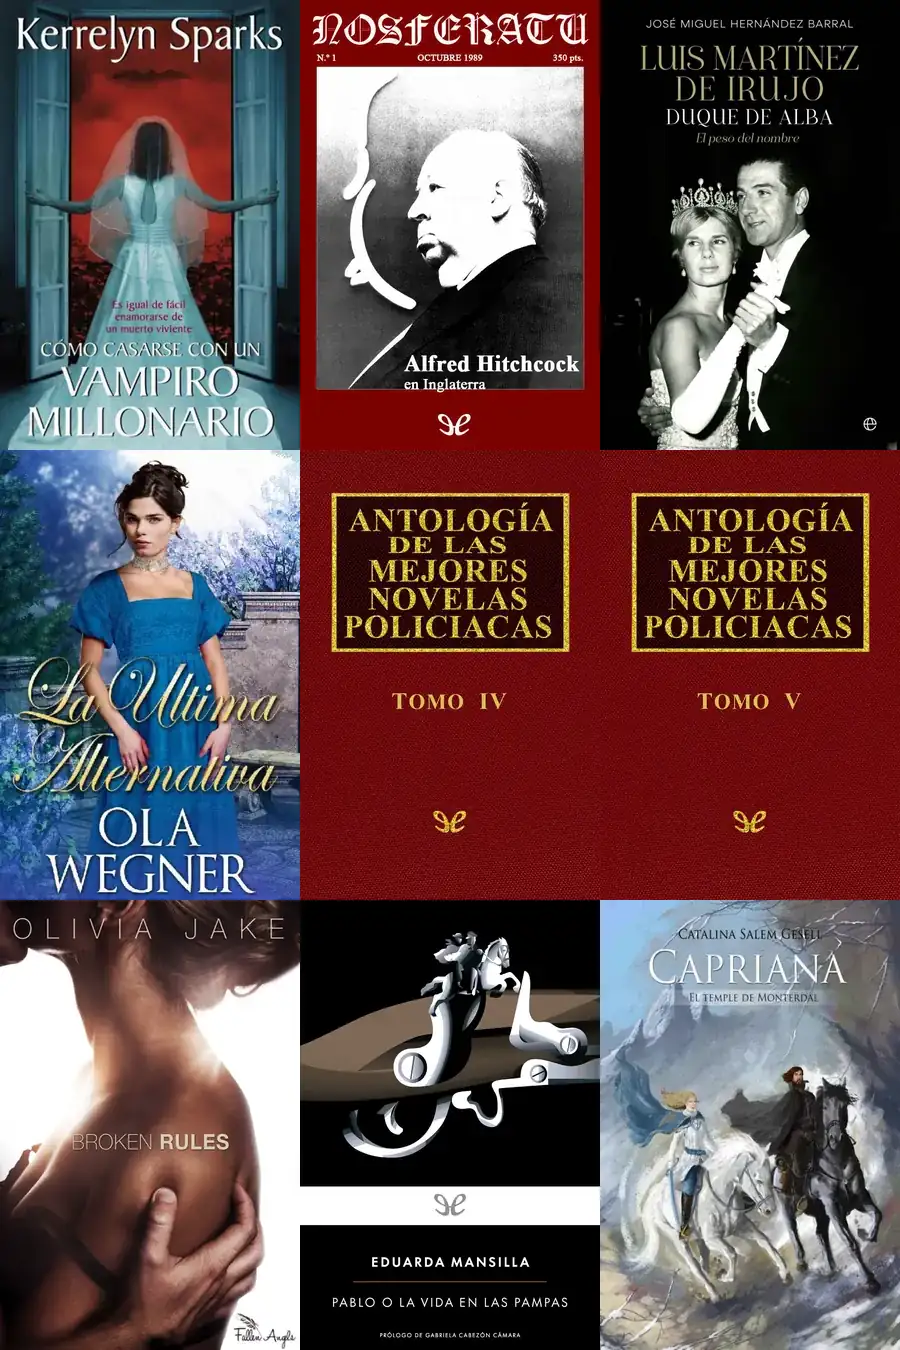 Kerrelyn Sparks
Es igual de fácil
enamorarse de
un muerto viviente
CÓMO CASARSE CON UN
VAMPIRO
MILLONARIO
NOSFERATU
N.º 1
OCTUBRE 1989
350 pts.
Alfred Hitchcock
en Inglaterra
JOSÉ MIGUEL HERNÁNDEZ BARRAL
LUIS MARTÍNEZ
DE IRUJO
DUQUE DE ALBA
El peso del nombre
La Ultima
Alternativa
OLA
WEGNER
ANTOLOGÍA
DE LAS
MEJORES
NOVELAS
POLICIACAS
TOMO IV
ANTOLOGÍA
DE LAS
MEJORES
NOVELAS
POLICIACAS
TOMO V
OLIVIA JAKE
BROKEN RULES
Fallen Angels
EDUARDA MANSILLA
PABLO O LA VIDA EN LAS PAMPAS
PRÓLOGO DE GABRIELA CABEZÓN CÁMARA
CATALINA SALEM GESELL
CAPRIANA
EL TEMPLE DE MONTERDAL